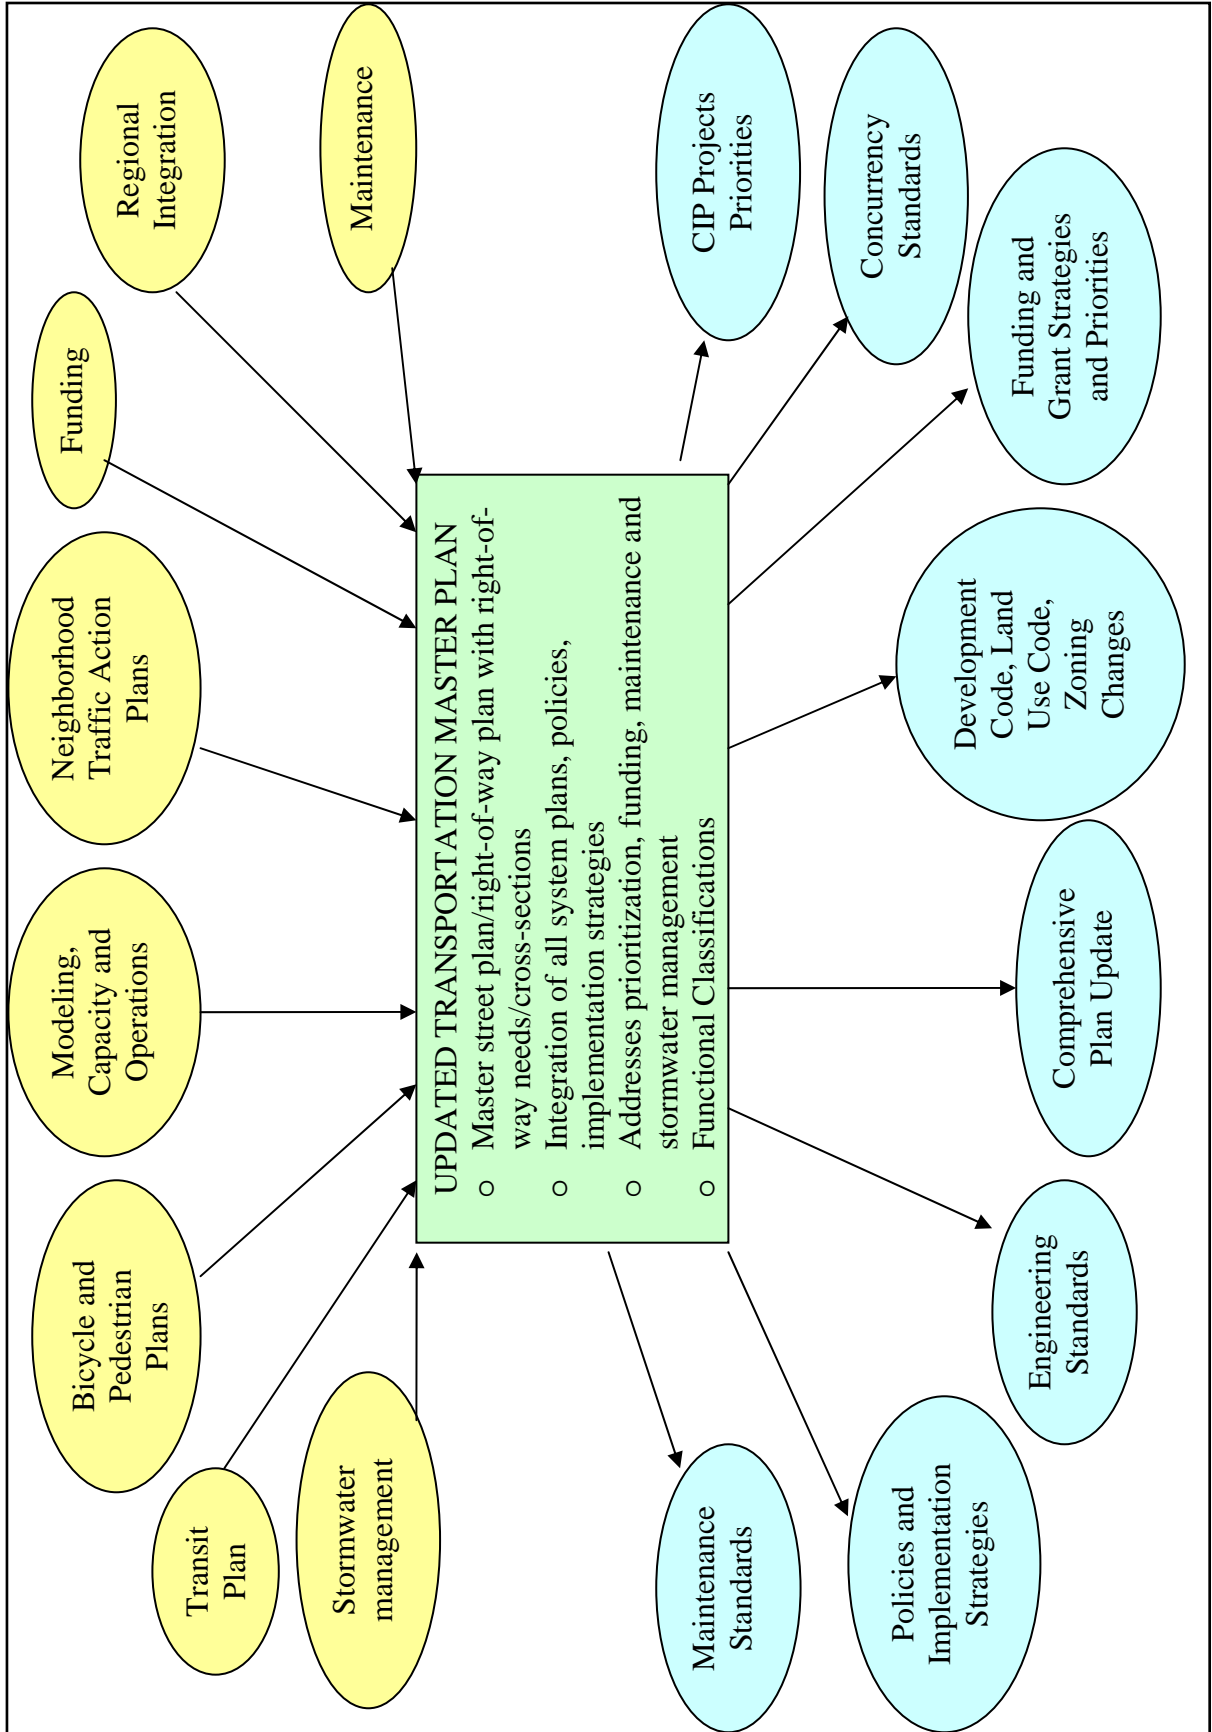 Transit
Plan
Stormwater
management
Bicycle and
Pedestrian
Plans
Modeling,
Capacity and
Operations
Neighborhood
Traffic Action
Plans
Funding
Regional
Integration
Maintenance
UPDATED TRANSPORTATION MASTER PLAN
o Master street plan/right-of-way plan with right-of-
way needs/cross-sections
o Integration of all system plans, policies,
implementation strategies
o Addresses prioritization, funding, maintenance and
stormwater management
o Functional Classifications
Maintenance
Standards
Policies and
Implementation
Strategies
Engineering
Standards
Comprehensive
Plan Update
Development
Code, Land
Use Code,
Zoning
Changes
Funding and
Grant Strategies
and Priorities
Concurrency
Standards
CIP Projects
Priorities